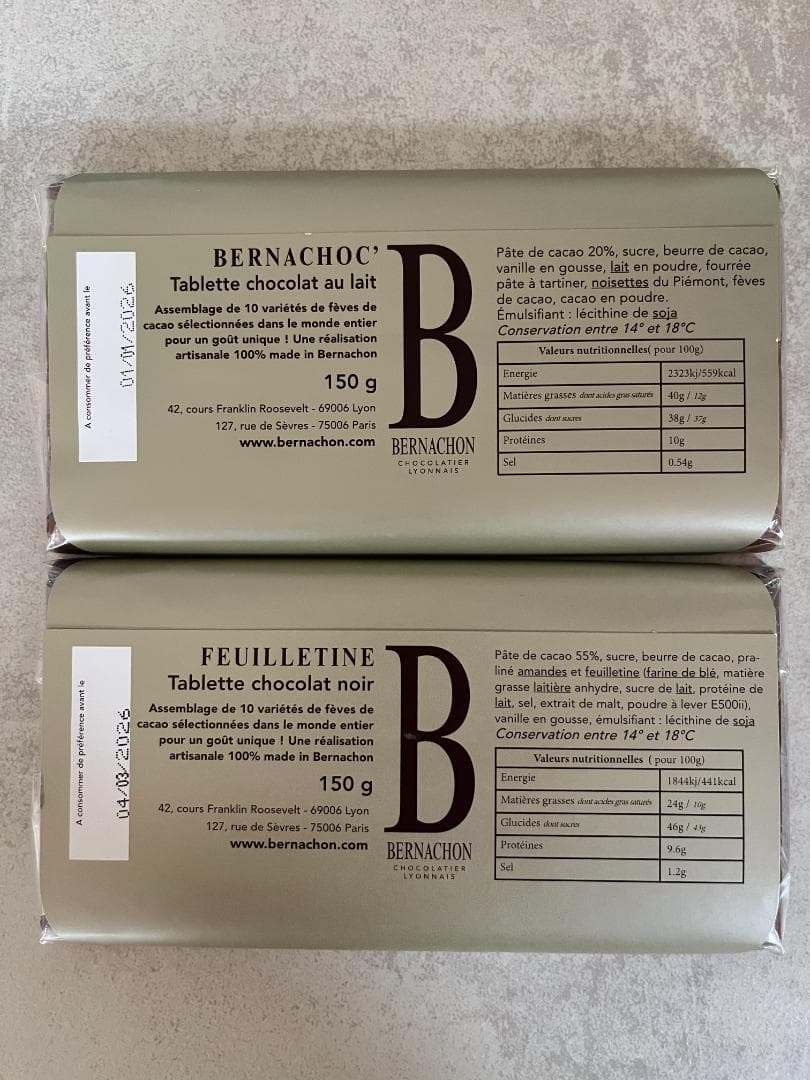 A consommer de préférence avant le
01/01/2026
BERNACHOC'
Tablette chocolat au lait
Assemblage de 10 variétés de fèves de
cacao sélectionnées dans le monde entier
pour un goût unique ! Une réalisation
artisanale 100% made in Bernachon
150 g
42, cours Franklin Roosevelt - 69006 Lyon
127, rue de Sèvres - 75006 Paris
www.bernachon.com
B
BERNACHON
CHOCOLATIER
LYONNAIS
Pâte de cacao 20%, sucre, beurre de cacao,
vanille en gousse, lait en poudre, fourrée
pâte à tartiner, noisettes du Piémont, fèves
de cacao, cacao en poudre.
Émulsifiant : lécithine de soja
Conservation entre 14° et 18°C
Valeurs nutritionnelles( pour 100g)
Energie 2323kj/559kcal
Matières grasses dont acides gras saturés 40g / 12g
Glucides dont sucres 38g / 37g
Protéines 10g
Sel 0.54g
A consommer de préférence avant le
04/03/2026
FEUILLETINE
Tablette chocolat noir
Assemblage de 10 variétés de fèves de
cacao sélectionnées dans le monde entier
pour un goût unique ! Une réalisation
artisanale 100% made in Bernachon
150 g
42, cours Franklin Roosevelt - 69006 Lyon
127, rue de Sèvres - 75006 Paris
www.bernachon.com
B
BERNACHON
CHOCOLATIER
LYONNAIS
Pâte de cacao 55%, sucre, beurre de cacao, pra-
liné amandes et feuilletine (farine de blé, matière
grasse laitière anhydre, sucre de lait, protéine de
lait, sel, extrait de malt, poudre à lever E500ii),
vanille en gousse, émulsifiant : lécithine de soja
Conservation entre 14° et 18°C
Valeurs nutritionnelles ( pour 100g)
Energie 1844kj/441kcal
Matières grasses dont acides gras saturés 24g / 10g
Glucides dont sucres 46g /
Protéines 9.6g
Sel 1.2g